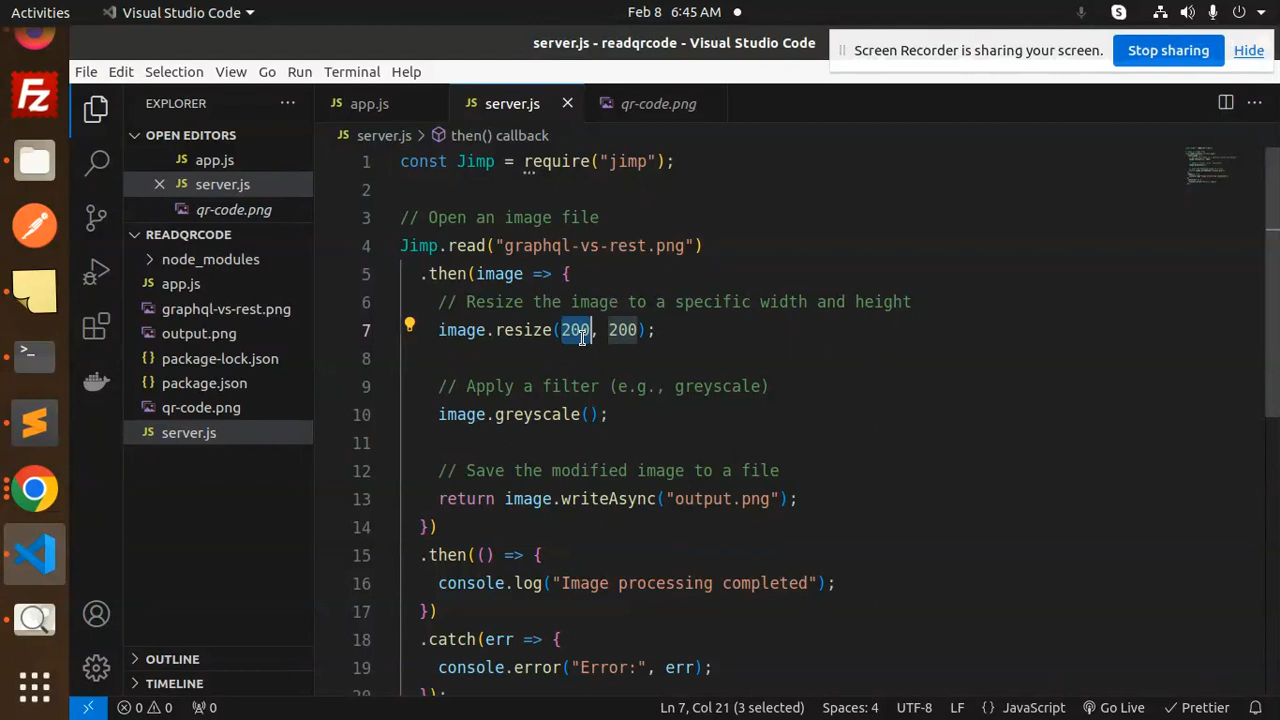 Activities Visual Studio Code Feb 8 6:45 AM
server.js - readqrcode - Visual Studio Code
Screen Recorder is sharing your screen. Stop sharing Hide
File Edit Selection View Go Run Terminal Help
EXPLORER
app.js server.js qr-code.png
OPEN EDITORS
JS app.js
JS server.js
qr-code.png
READQRCODE
node_modules
JS app.js
graphql-vs-rest.png
output.png
package-lock.json
package.json
qr-code.png
JS server.js
OUTLINE
TIMELINE
JS server.js > then() callback
1 const Jimp = require("jimp");
2
3 // Open an image file
4 Jimp.read("graphql-vs-rest.png")
5 .then(image => {
6 // Resize the image to a specific width and height
7 image.resize(200, 200);
8
9 // Apply a filter (e.g., greyscale)
10 image.greyscale();
11
12 // Save the modified image to a file
13 return image.writeAsync("output.png");
14 })
15 .then(() => {
16 console.log("Image processing completed");
17 })
18 .catch(err => {
19 console.error("Error:", err);
20 });
0 0 0 Ln 7, Col 21 (3 selected) Spaces: 4 UTF-8 LF {} JavaScript Go Live Prettier